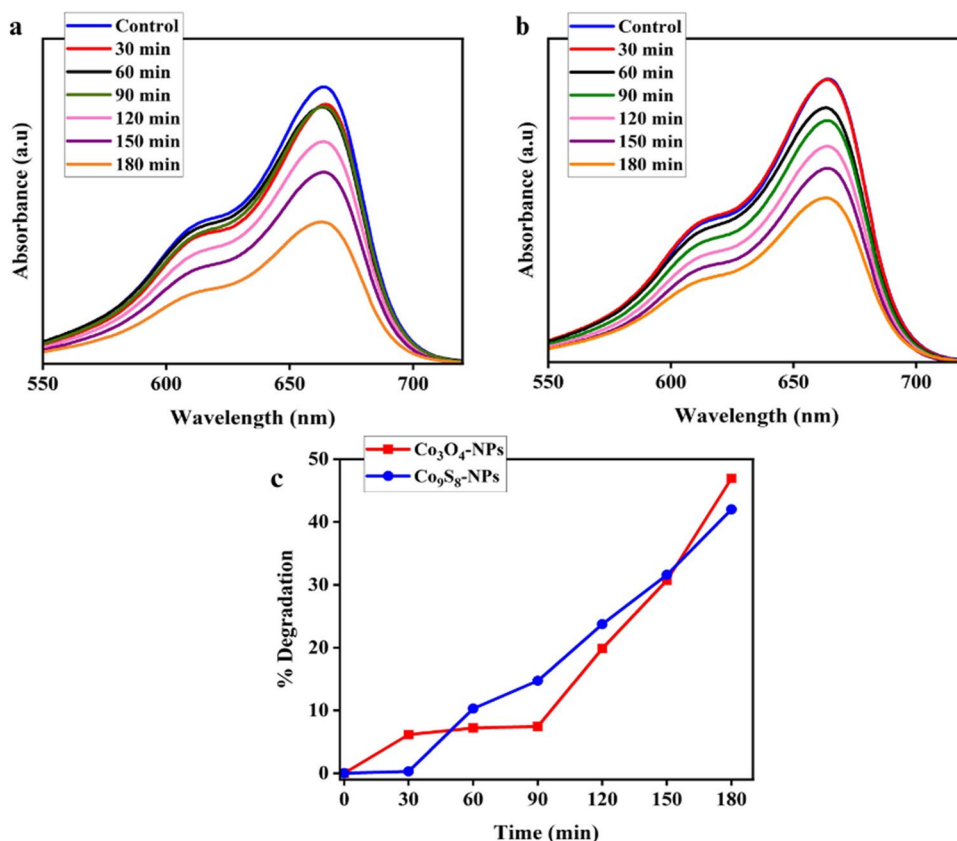 a
Control
30 min
60 min
90 min
120 min
150 min
180 min
Absorbance (a.u)
550
600
650
700
Wavelength (nm)
b
Control
30 min
60 min
90 min
120 min
150 min
180 min
Absorbance (a.u)
550
600
650
700
Wavelength (nm)
c
Co₃O₄-NPs
Co₉S₈-NPs
% Degradation
50
40
30
20
10
0
0
30
60
90
120
150
180
Time (min)